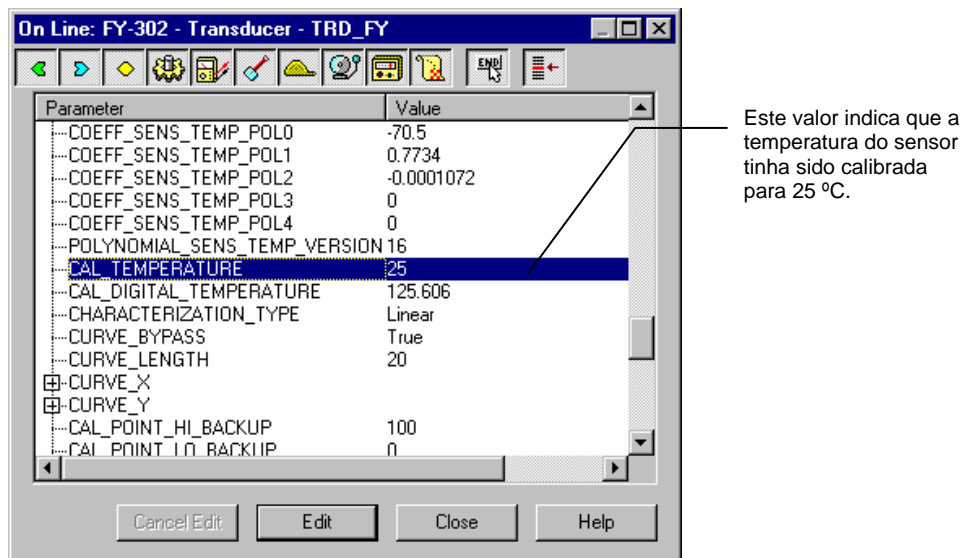 On Line: FY-302 - Transducer - TRD_FY
END
Parameter Value
COEFF_SENS_TEMP_POL0 -70.5
COEFF_SENS_TEMP_POL1 0.7734
COEFF_SENS_TEMP_POL2 -0.0001072
COEFF_SENS_TEMP_POL3 0
COEFF_SENS_TEMP_POL4 0
POLYNOMIAL_SENS_TEMP_VERSION 16
CAL_TEMPERATURE 25
CAL_DIGITAL_TEMPERATURE 125.606
CHARACTERIZATION_TYPE Linear
CURVE_BYPASS True
CURVE_LENGTH 20
CURVE_X
CURVE_Y
CAL_POINT_HI_BACKUP 100
CAL_POINT_LO_BACKUP 0
Cancel Edit Edit Close Help
Este valor indica que a
temperatura do sensor
tinha sido calibrada
para 25 ºC.